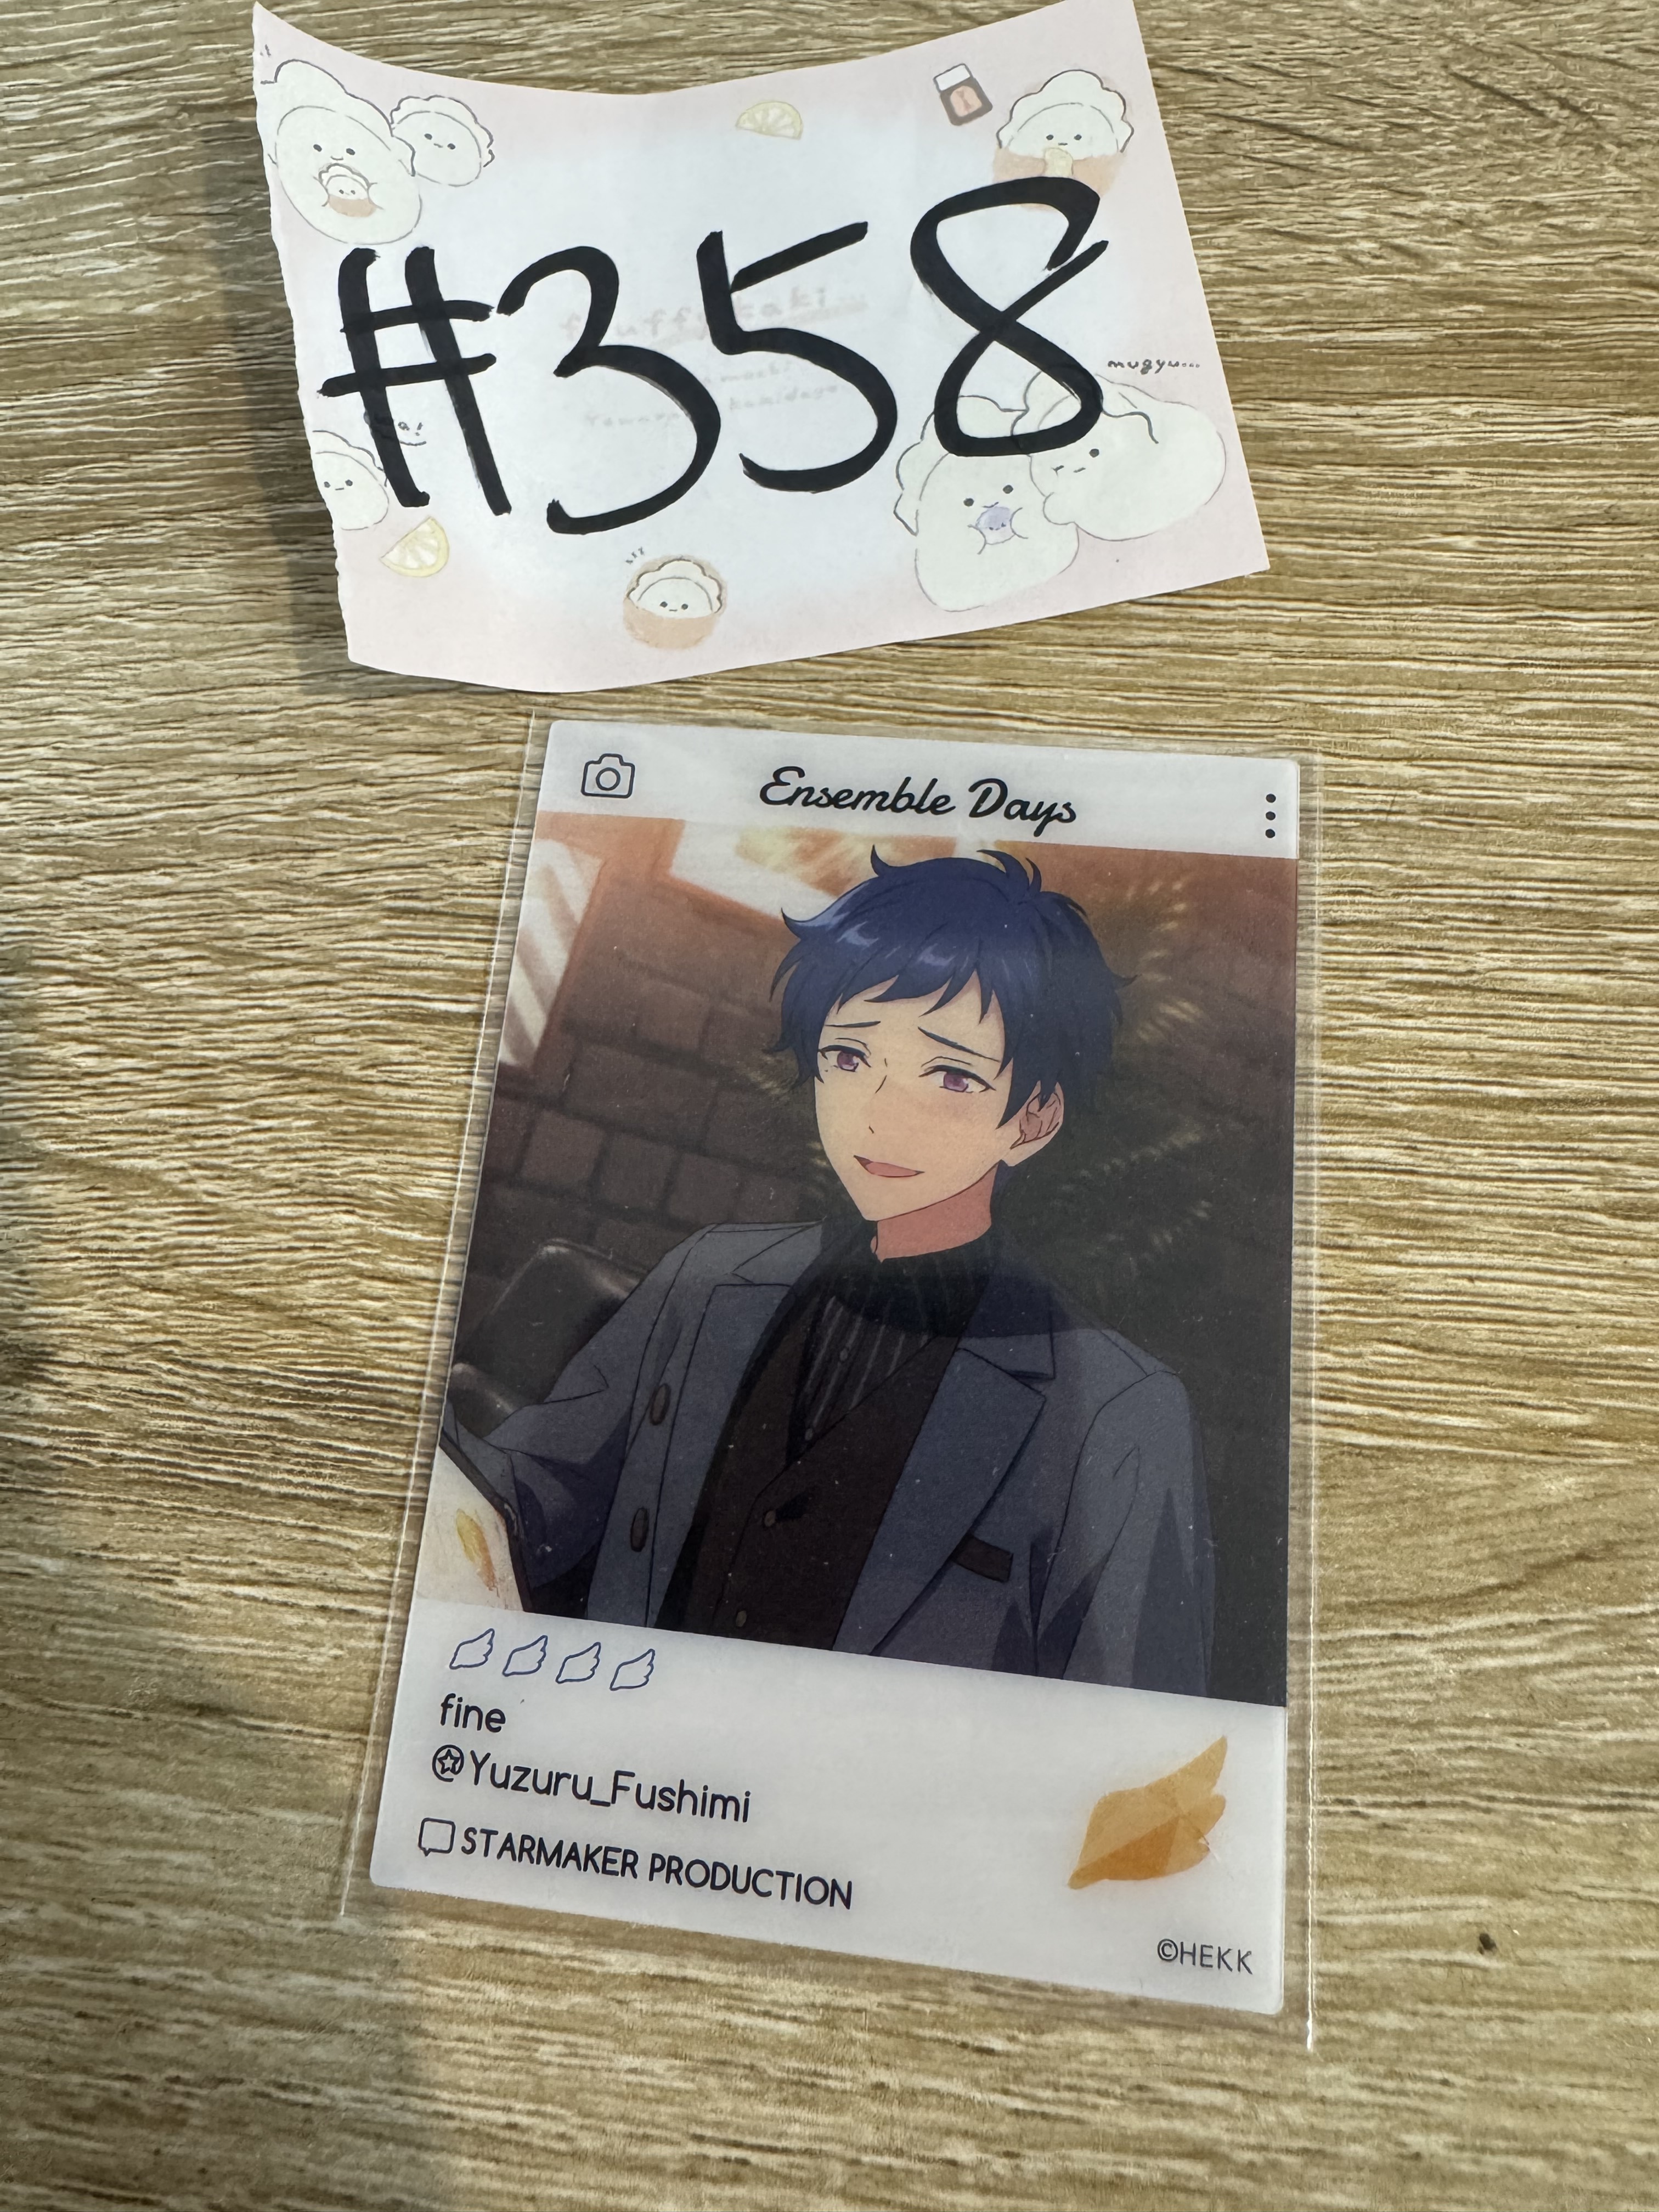 #358
mugyu...
Ensemble Days
fine
@Yuzuru_Fushimi
STARMAKER PRODUCTION
©HEKK